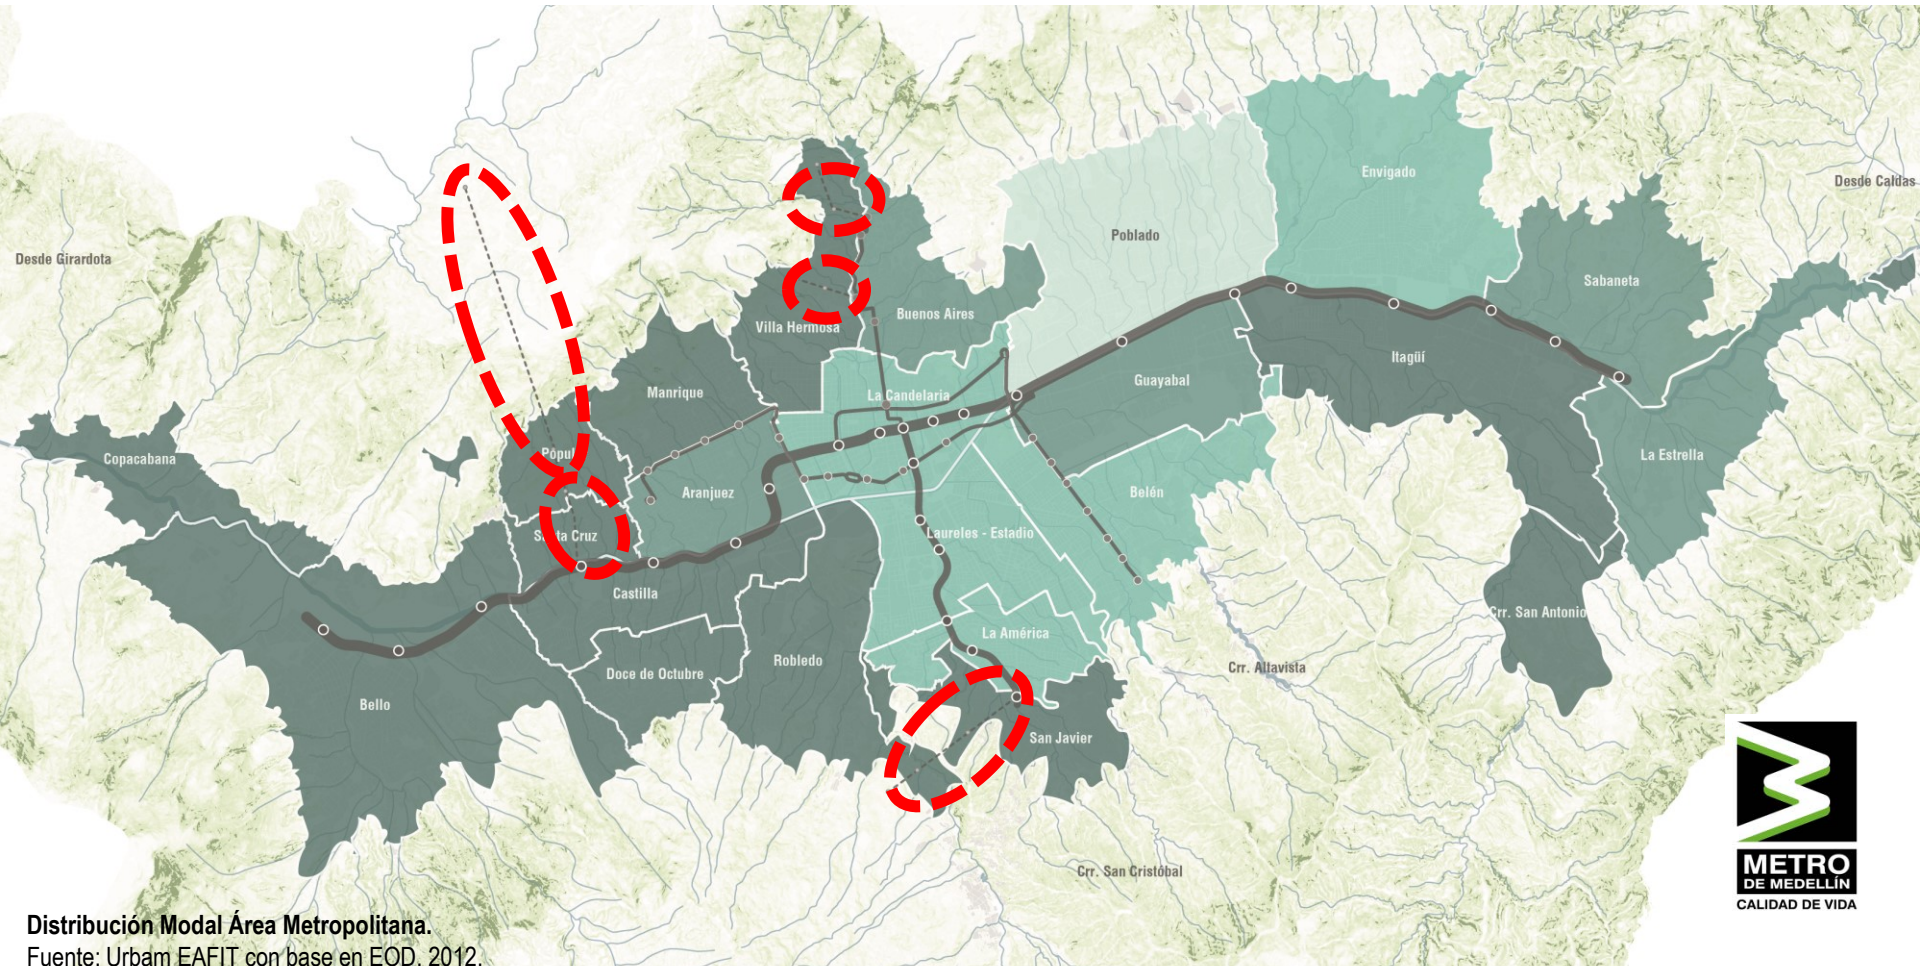 Envigado
Desde Caldas
Poblado
Desde Girardota
Sabaneta
Buenos Aires
Villa Hermosa
Itagüí
Guayabal
Manrique
La Candelaria
Copacabana
La Estrella
Aranjuez
Belén
Laureles - Estadio
Castilla
Crr. San Antonio
La América
Robledo
Crr. Altavista
Doce de Octubre
Bello
San Javier
Crr. San Cristóbal
METRO
DE MEDELLÍN
CALIDAD DE VIDA
Distribución Modal Área Metropolitana.
Fuente: Urbam EAFIT con base en EOD, 2012.